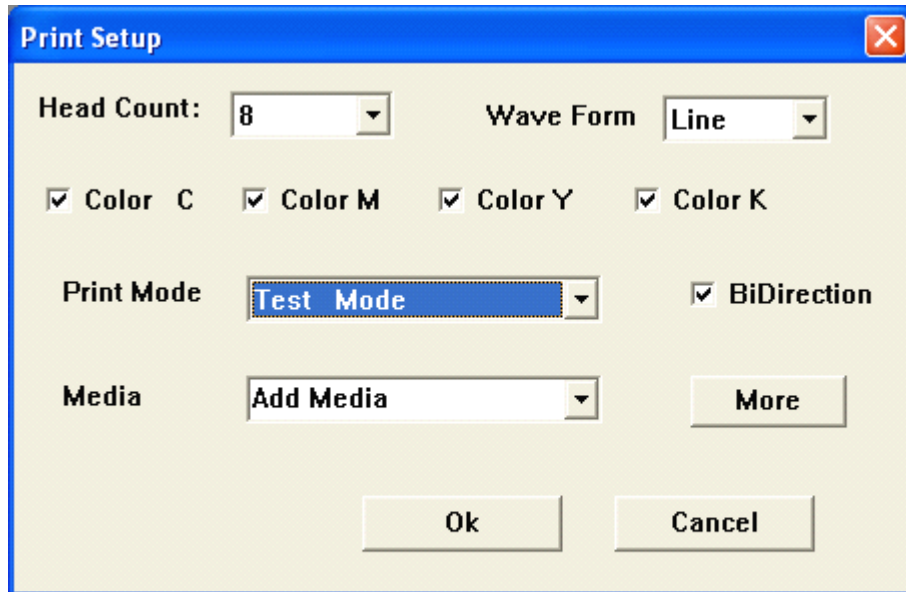 Print Setup
Head Count: 8 Wave Form Line
Color C Color M Color Y Color K
Print Mode Test Mode BiDirection
Media Add Media More
Ok Cancel